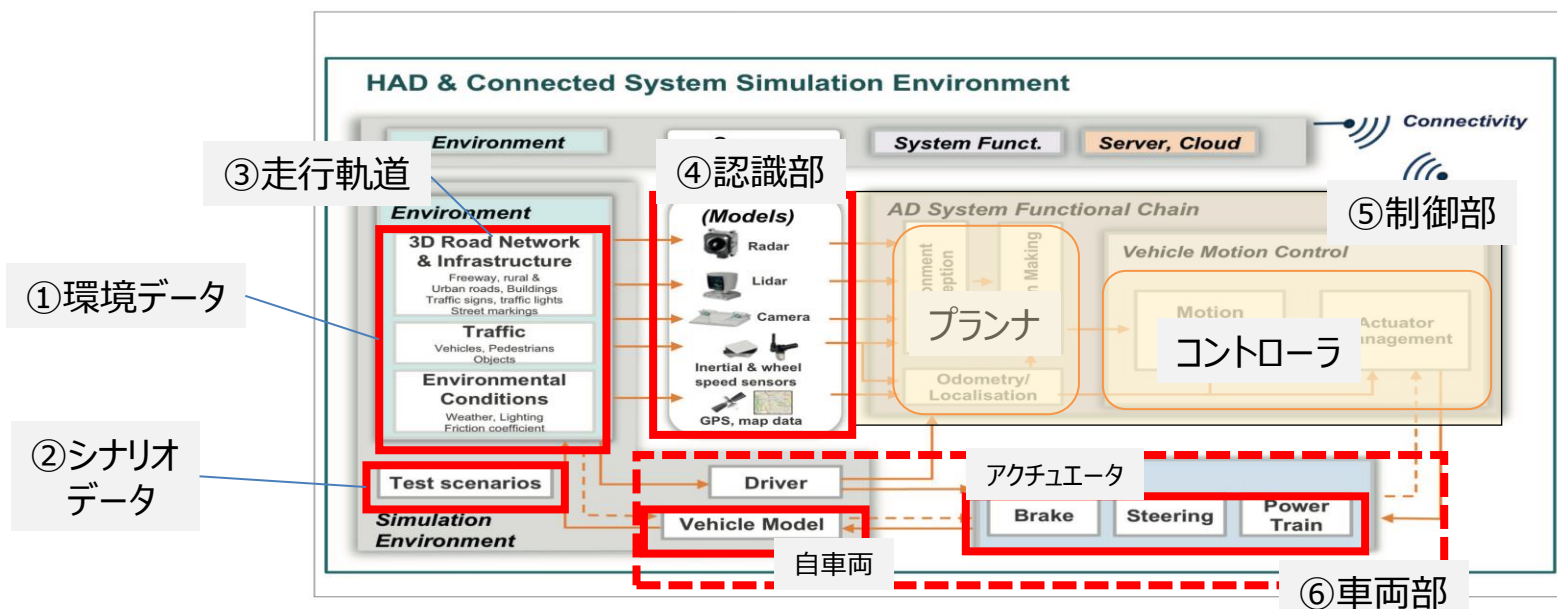 HAD & Connected System Simulation Environment
Environment
System Funct.
Server, Cloud
Connectivity
③走行軌道
④認識部
⑤制御部
①環境データ
②シナリオ
データ
Environment
3D Road Network
& Infrastructure
Freeway, rural &
Urban roads, Buildings
Traffic signs, traffic lights
Street markings
Traffic
Vehicles, Pedestrians
Objects
Environmental
Conditions
Weather, Lighting
Friction coefficient
Test scenarios
Simulation
Environment
(Models)
Radar
Lidar
Camera
Inertial & wheel
speed sensors
GPS, map data
AD System Functional Chain
Making
プランナ
Odometry/
Localisation
Vehicle Motion Control
Motion
Actuator
コントローラ
Driver
Vehicle Model
自車両
アクチュエータ
Brake
Steering
Power
Train
⑥車両部